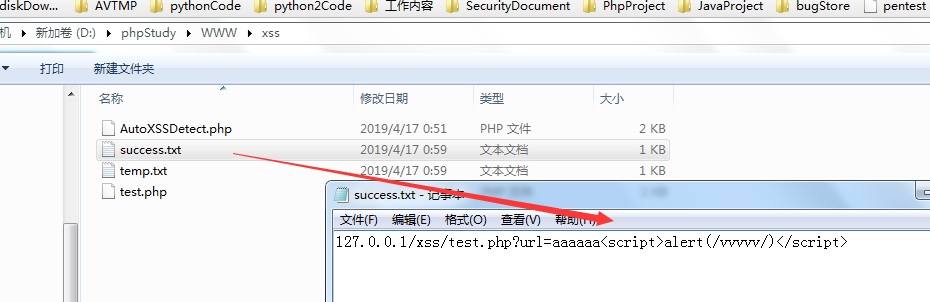 diskDow... AVTMP pythonCode python2Code 工作内容 SecurityDocument PhpProject JavaProject bugStore pentest
机 新加卷 (D:) phpStudy WWW xss
打印 新建文件夹
名称 修改日期 类型 大小
AutoXSSDetect.php 2019/4/17 0:51 PHP 文件 2 KB
success.txt 2019/4/17 0:59 文本文档 1 KB
temp.txt 2019/4/17 0:59 文本文档 1 KB
test.php
success.txt - 记事本
文件(F) 编辑(E) 格式(O) 查看(V) 帮助(H)
127.0.0.1/xss/test.php?url=aaaaaa<script>alert(/vvvvv/)</script>